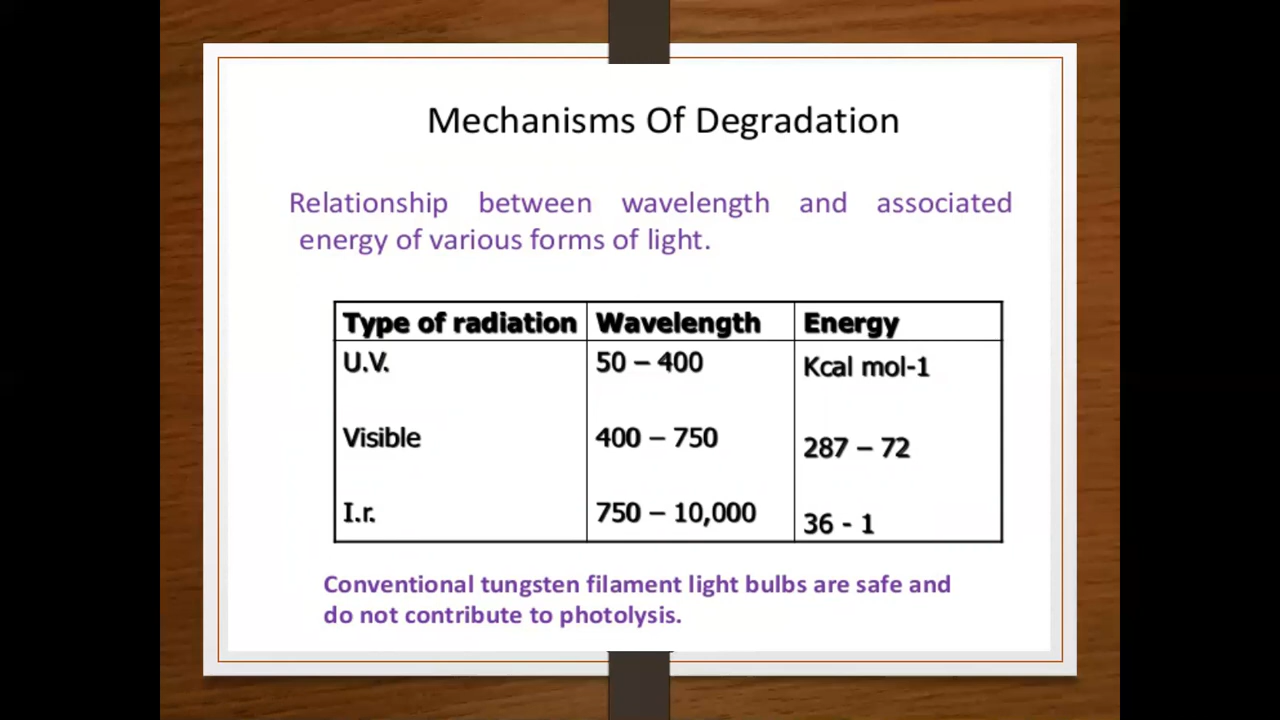 Mechanisms Of Degradation
Relationship between wavelength and associated
energy of various forms of light.
Type of radiation Wavelength Energy
U.V. 50 – 400 Kcal mol-1
Visible 400 – 750 287 – 72
I.r. 750 – 10,000 36 - 1
Conventional tungsten filament light bulbs are safe and
do not contribute to photolysis.